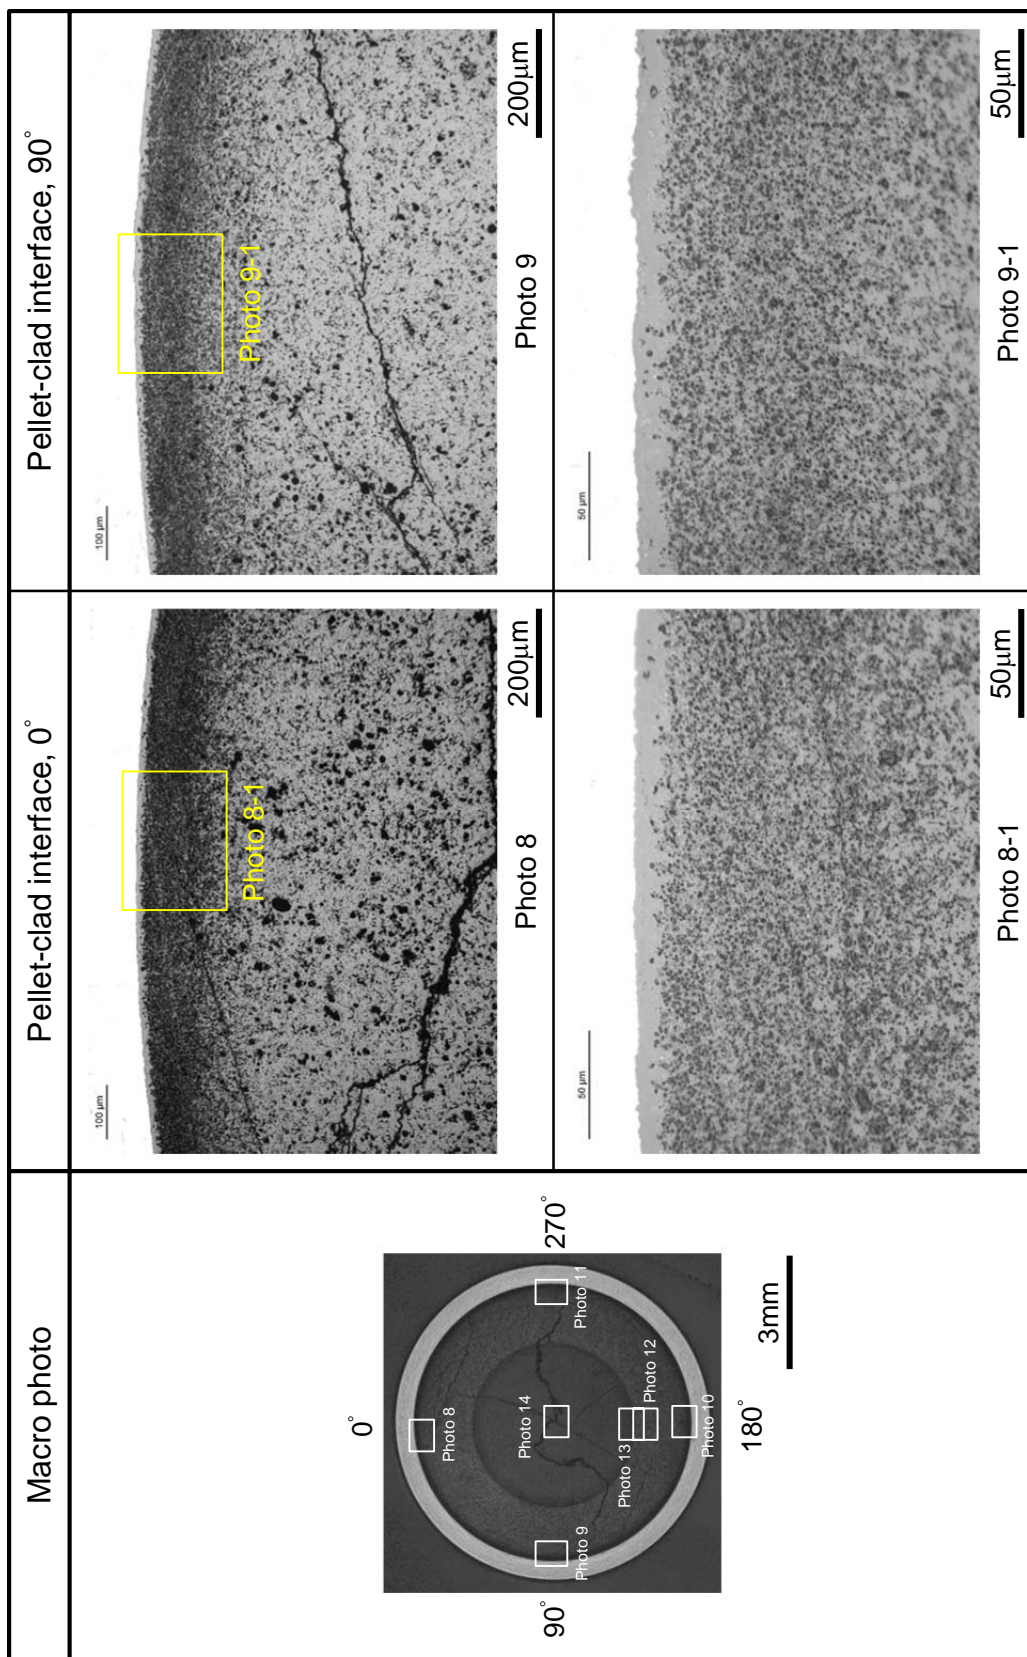 Macro photo
Pellet-clad interface, 0°
Pellet-clad interface, 90°
0°
90°
270°
180°
Photo 8
Photo 9
Photo 14
Photo 11
Photo 13
Photo 12
Photo 10
3mm
100 µm
Photo 8-1
Photo 8
200µm
100 µm
Photo 9-1
Photo 9
200µm
50 µm
Photo 8-1
50µm
50 µm
Photo 9-1
50µm